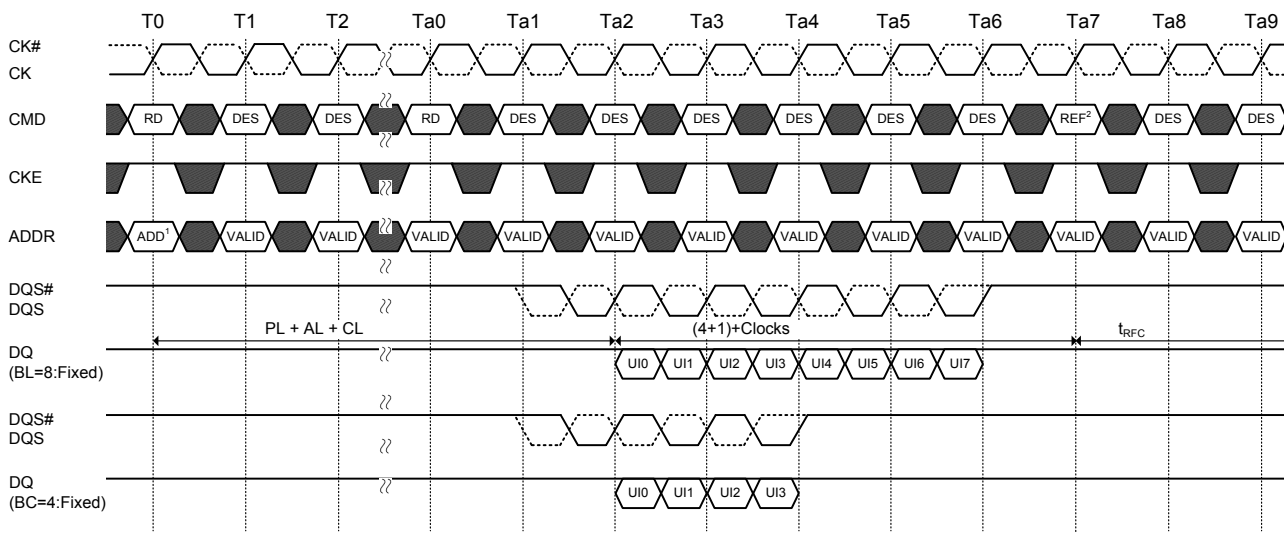 T0 T1 T2 Ta0 Ta1 Ta2 Ta3 Ta4 Ta5 Ta6 Ta7 Ta8 Ta9
CK#
CK
CMD RD DES DES RD DES DES DES DES DES DES REF² DES DES
CKE
ADDR ADD¹ VALID VALID VALID VALID VALID VALID VALID VALID VALID VALID VALID VALID
DQS#
DQS
PL + AL + CL (4+1)+Clocks tRFC
DQ
(BL=8:Fixed) UI0 UI1 UI2 UI3 UI4 UI5 UI6 UI7
DQS#
DQS
DQ
(BC=4:Fixed) UI0 UI1 UI2 UI3